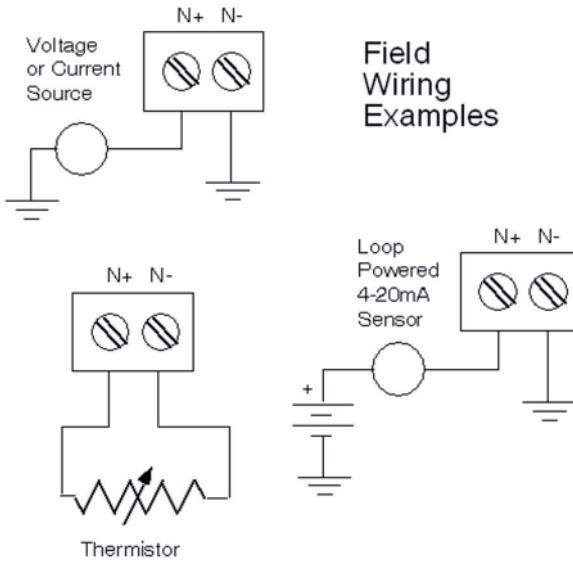 N+ N-
Voltage
or Current
Source
Field
Wiring
Examples
N+ N-
Loop
Powered
4-20mA
Sensor
N+ N-
+
Thermistor